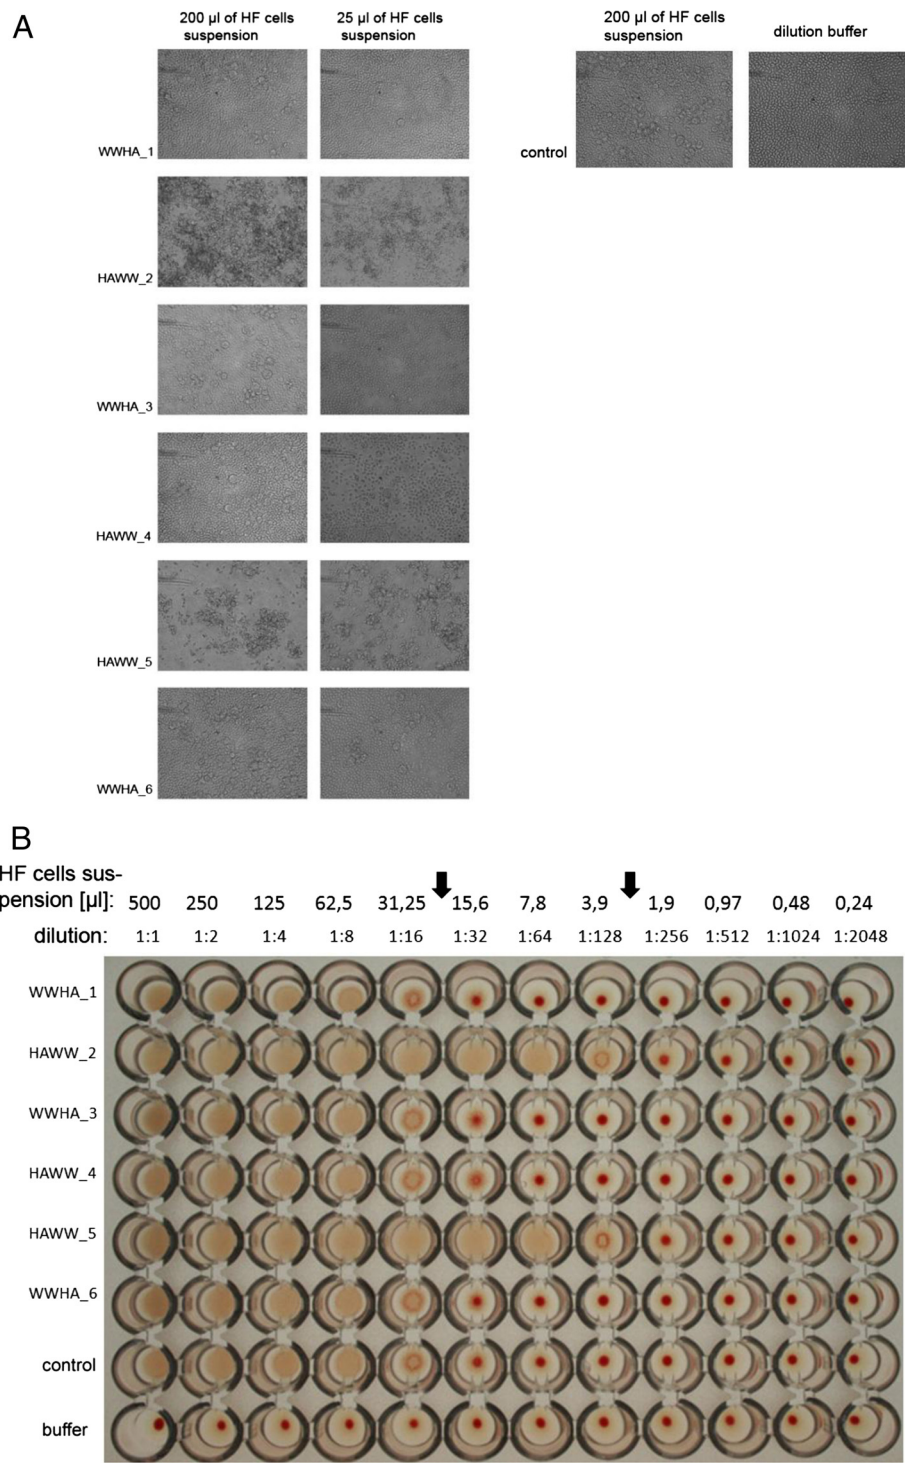 A
200 µl of HF cells suspension
25 µl of HF cells suspension
200 µl of HF cells suspension
dilution buffer
WWHA_1
control
HAWW_2
WWHA_3
HAWW_4
HAWW_5
WWHA_6
B
HF cells sus-
pension [µl]: 500 250 125 62,5 31,25 15,6 7,8 3,9 1,9 0,97 0,48 0,24
dilution: 1:1 1:2 1:4 1:8 1:16 1:32 1:64 1:128 1:256 1:512 1:1024 1:2048
WWHA_1
HAWW_2
WWHA_3
HAWW_4
HAWW_5
WWHA_6
control
buffer